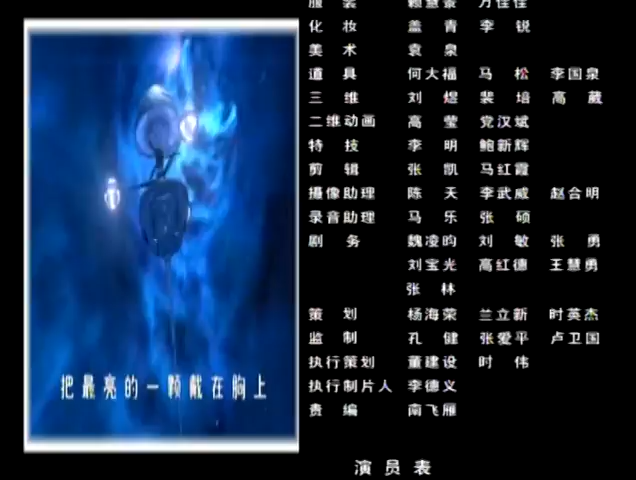 化 妆 盖 青 李 锐
美 术 袁 泉
道 具 何大福 马 松 李国泉
三 维 刘 煜 裴 培 高 葳
二维动画 高 莹 党汉斌
特 技 李 明 鲍新辉
剪 辑 张 凯 马红霞
摄像助理 陈 天 李武威 赵合明
录音助理 马 乐 张 硕
剧 务 魏凌昀 刘 敏 张 勇
刘宝光 高红德 王慧勇
张 林
策 划 杨海荣 兰立新 时英杰
监 制 孔 健 张爱平 卢卫国
执行策划 董建设 时 伟
执行制片人 李德义
责 编 南飞雁
把最亮的一颗戴在胸上
演 员 表